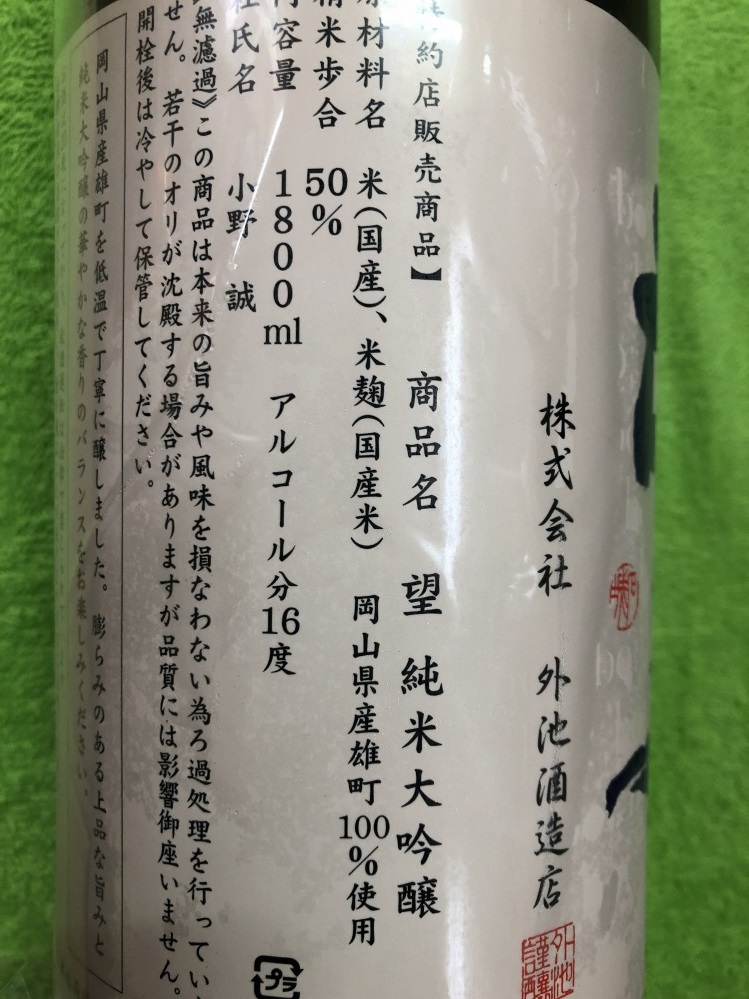 株式会社 外池酒造店
約店販売商品】 商品名 望 純米大吟醸
原材料名 米(国産)、米麹(国産米) 岡山県産雄町100%使用
精米歩合 50%
内容量 1800ml アルコール分16度
杜氏名 小野 誠
無濾過》この商品は本来の旨みや風味を損なわない為ろ過処理を行ってい
せん。若干のオリが沈殿する場合がありますが品質には影響御座いません。
開栓後は冷やして保管してください。
岡山県産雄町を低温で丁寧に醸しました。膨らみのある上品な旨みと
純米大吟醸の華やかな香りのバランスをお楽しみください。
プラ
外池謹醸